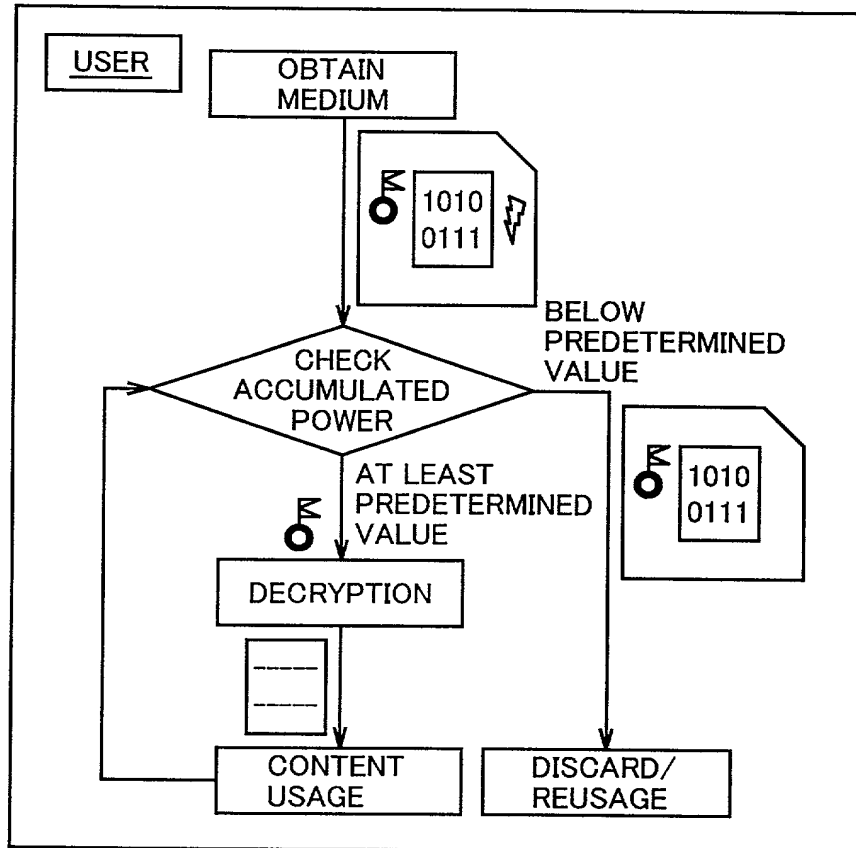 USER
OBTAIN
MEDIUM
1010
0111
BELOW
PREDETERMINED
VALUE
CHECK
ACCUMULATED
POWER
1010
0111
AT LEAST
PREDETERMINED
VALUE
DECRYPTION
CONTENT
USAGE
DISCARD/
REUSAGE